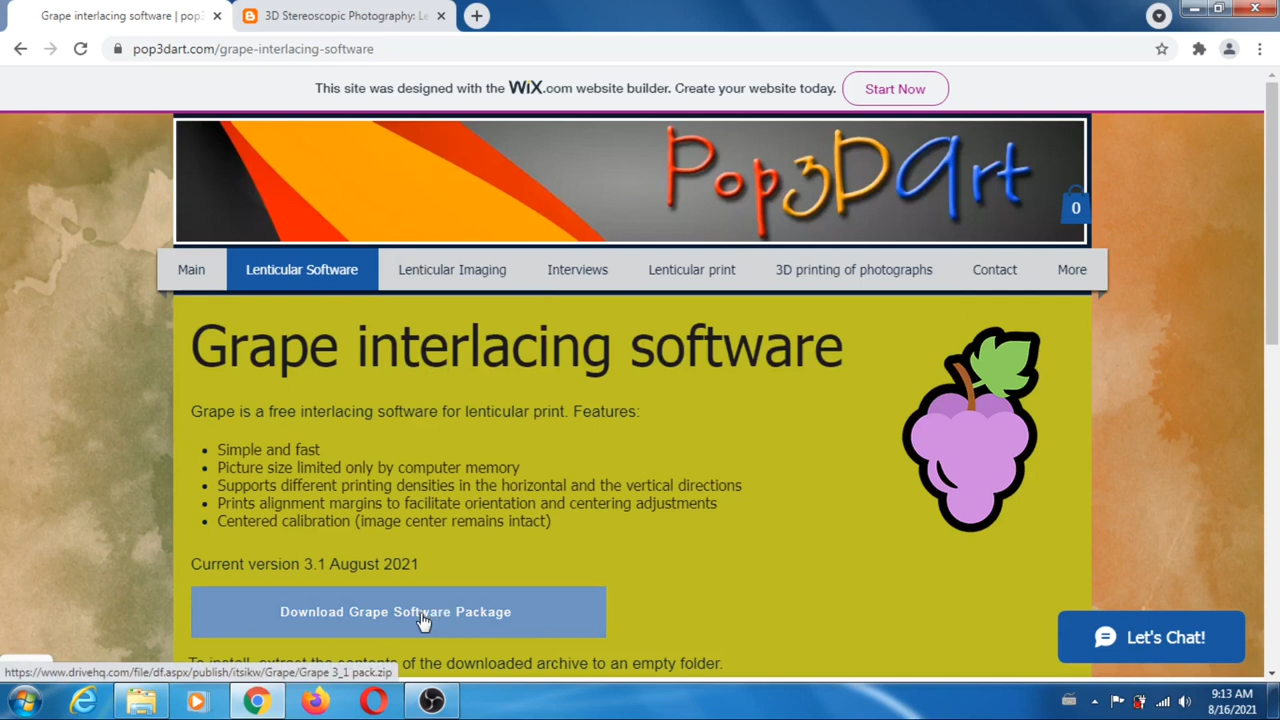 Grape interlacing software | pop3
3D Stereoscopic Photography: Le
pop3dart.com/grape-interlacing-software
This site was designed with the WiX.com website builder. Create your website today.
Start Now
Pop3DArt
0
Main
Lenticular Software
Lenticular Imaging
Interviews
Lenticular print
3D printing of photographs
Contact
More
Grape interlacing software
Grape is a free interlacing software for lenticular print. Features:
• Simple and fast
• Picture size limited only by computer memory
• Supports different printing densities in the horizontal and the vertical directions
• Prints alignment margins to facilitate orientation and centering adjustments
• Centered calibration (image center remains intact)
Current version 3.1 August 2021
Download Grape Software Package
Let's Chat!
To install, extract the contents of the downloaded archive to an empty folder.
https://www.drivehq.com/file/df.aspx/publish/itsikw/Grape/Grape 3_1 pack.zip
9:13 AM
8/16/2021